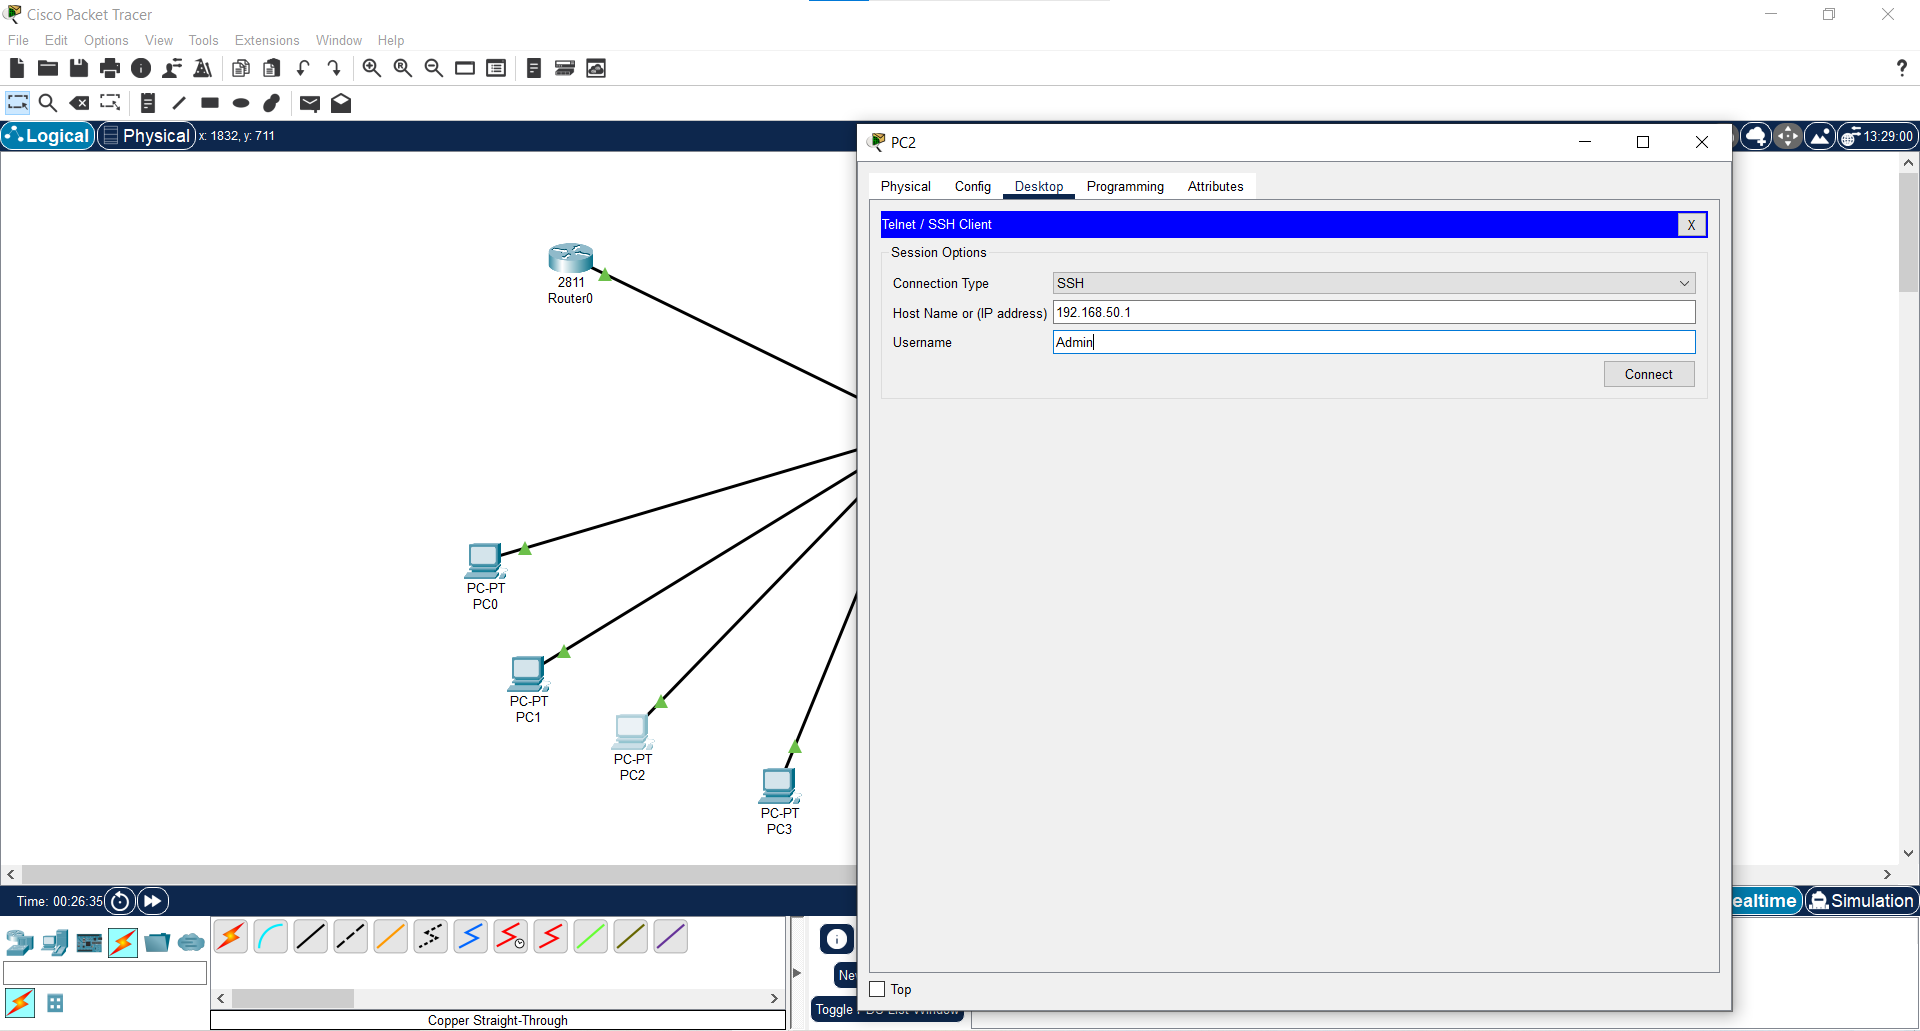 Cisco Packet Tracer
File Edit Options View Tools Extensions Window Help
?
Logical Physical x: 1832, y: 711
13:29:00
2811
Router0
PC-PT
PC0
PC-PT
PC1
PC-PT
PC2
PC-PT
PC3
PC2
Physical Config Desktop Programming Attributes
Telnet / SSH Client X
Session Options
Connection Type SSH
Host Name or (IP address) 192.168.50.1
Username Admin
Connect
Top
Time: 00:26:35
ealtime Simulation
Ne
Toggle
Copper Straight-Through